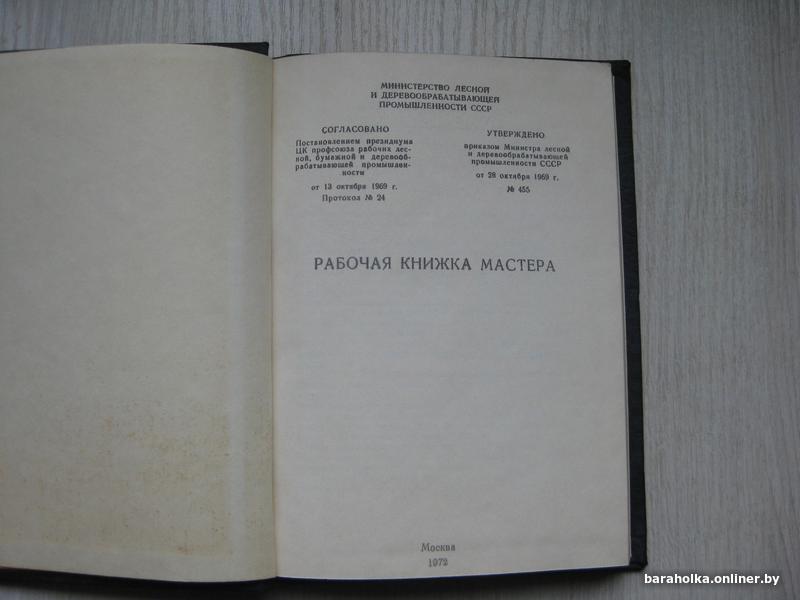 МИНИСТЕРСТВО ЛЕСНОЙ
И ДЕРЕВООБРАБАТЫВАЮЩЕЙ
ПРОМЫШЛЕННОСТИ СССР
СОГЛАСОВАНО
Постановлением президиума
ЦК профсоюза рабочих лес-
ной, бумажной и деревооб-
рабатывающей промышлен-
ности
от 13 октября 1969 г.
Протокол № 24
УТВЕРЖДЕНО
приказом Министра лесной
и деревообрабатывающей
промышленности СССР
от 28 октября 1969 г.
№ 455
РАБОЧАЯ КНИЖКА МАСТЕРА
Москва
1972
baraholka.onliner.by